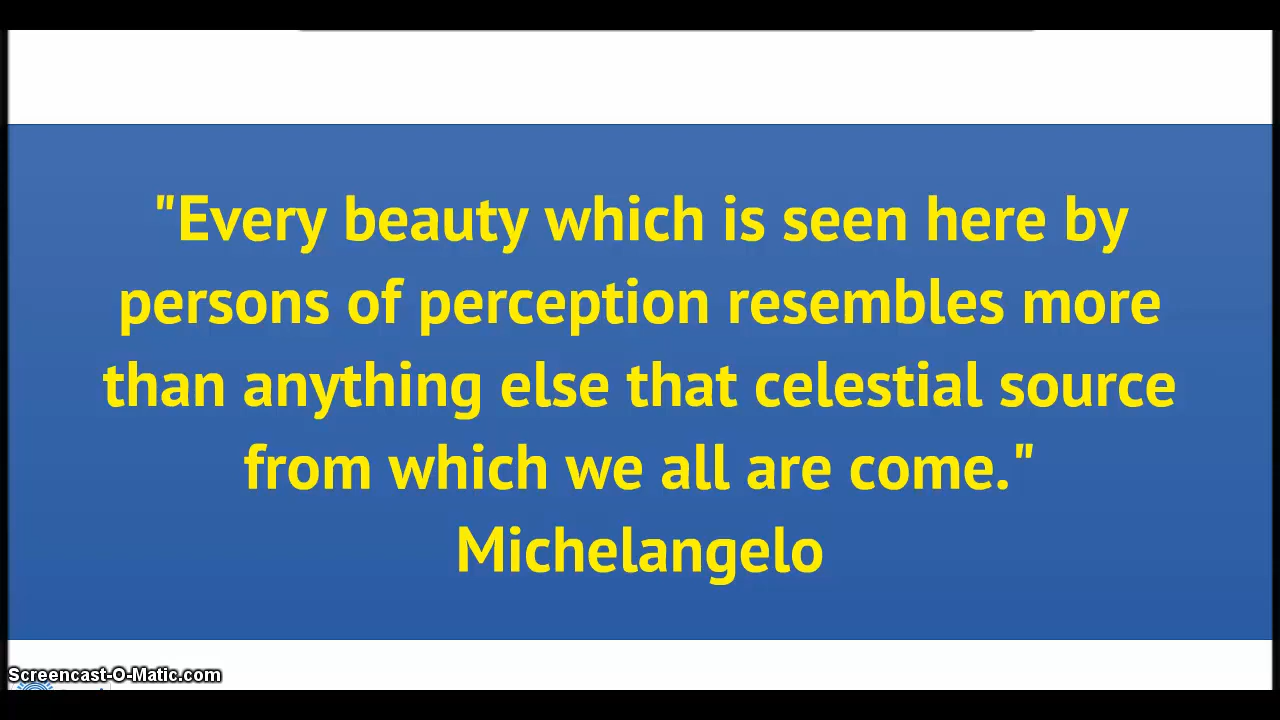 "Every beauty which is seen here by
persons of perception resembles more
than anything else that celestial source
from which we all are come."
Michelangelo
Screencast-O-Matic.com